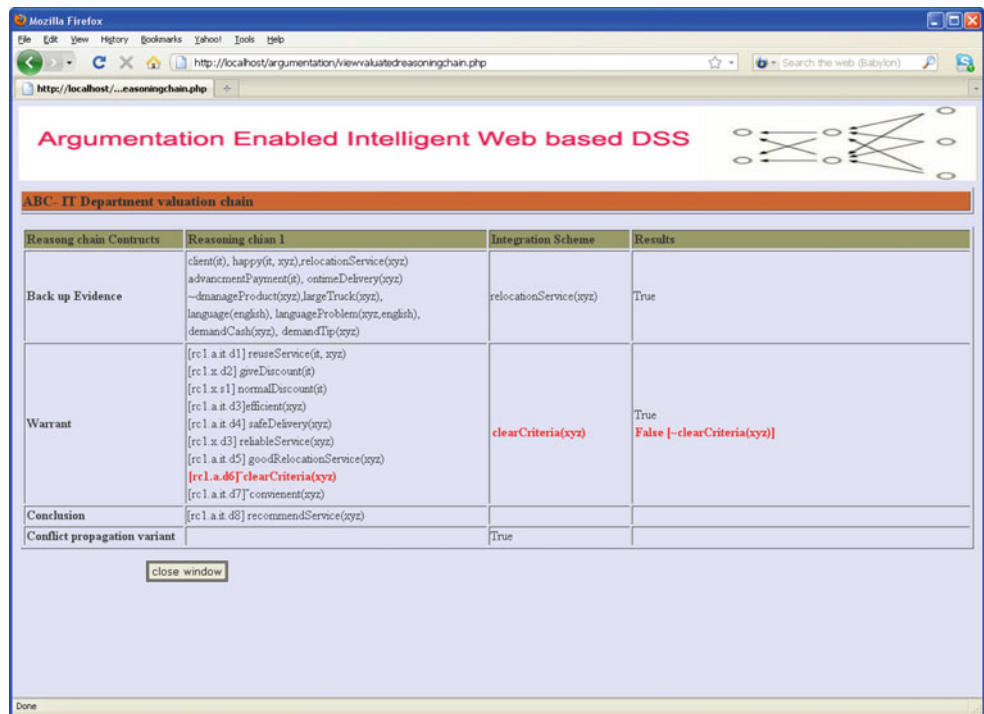 Mozilla Firefox
File Edit View History Bookmarks Yahoo! Tools Help
http://localhost/argumentation/viewvaluatedreasoningchain.php
Search the web (Babylon)
http://localhost/...easoningchain.php
Argumentation Enabled Intelligent Web based DSS
ABC- IT Department valuation chain
Reasong chain Contructs Reasoning chian 1 Integration Scheme Results
Back up Evidence
client(it), happy(it, xyz),relocationService(xyz)
advancmentPayment(it), ontimeDelivery(xyz)
~dmanageProduct(xyz),largeTruck(xyz),
language(english), languageProblem(xyz,english),
demandCash(xyz), demandTip(xyz)
relocationService(xyz)
True
Warrant
[rc1.a.it.d1] reuseService(it, xyz)
[rc1.x.d2] giveDiscount(it)
[rc1.x.s1] normalDiscount(it)
[rc1.a.it.d3]efficient(xyz)
[rc1.a.it.d4] safeDelivery(xyz)
[rc1.x.d3] reliableService(xyz)
[rc1.a.it.d5] goodRelocationService(xyz)
[rc1.a.d6]~clearCriteria(xyz)
[rc1.a.it.d7]~convienent(xyz)
clearCriteria(xyz)
True
False [~clearCriteria(xyz)]
Conclusion [rc1.a.it.d8] recommendService(xyz)
Conflict propagation variant True
close window
Done